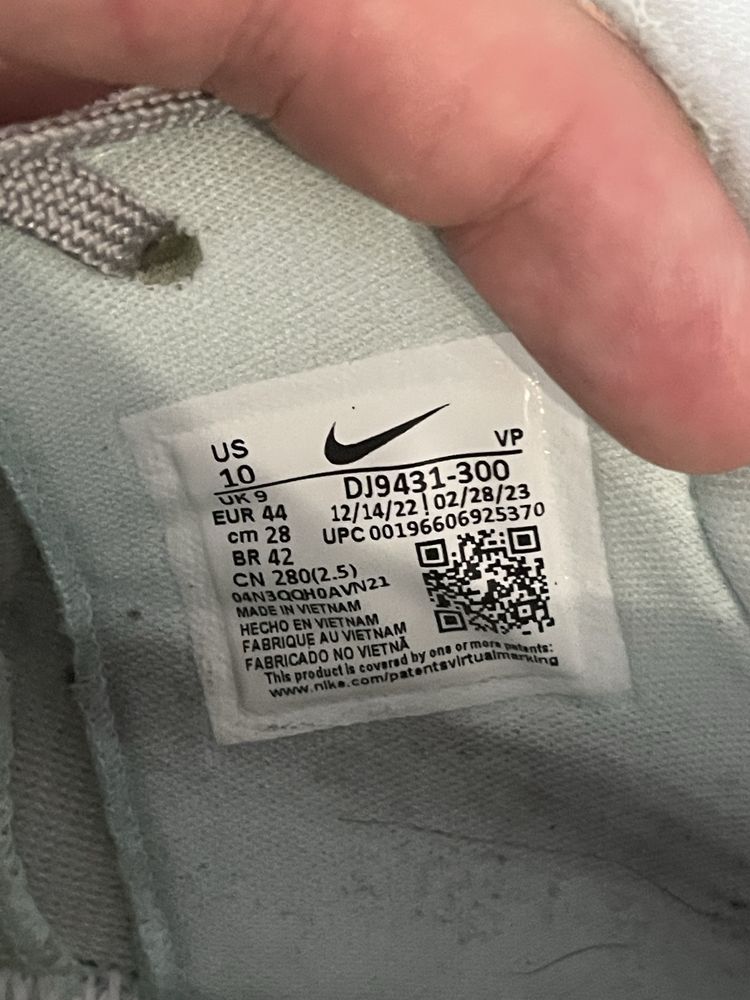 US
10
VP
UK 9
DJ9431-300
EUR 44
12/14/22 | 02/28/23
cm 28
UPC 00196606925370
BR 42
CN 280(2.5)
04N3QQH0AVN21
MADE IN VIETNAM
HECHO EN VIETNAM
FABRIQUE AU VIETNAM
FABRICADO NO VIETNÃ
This product is covered by one or more patents:
www.nike.com/patentsvirtualmarking